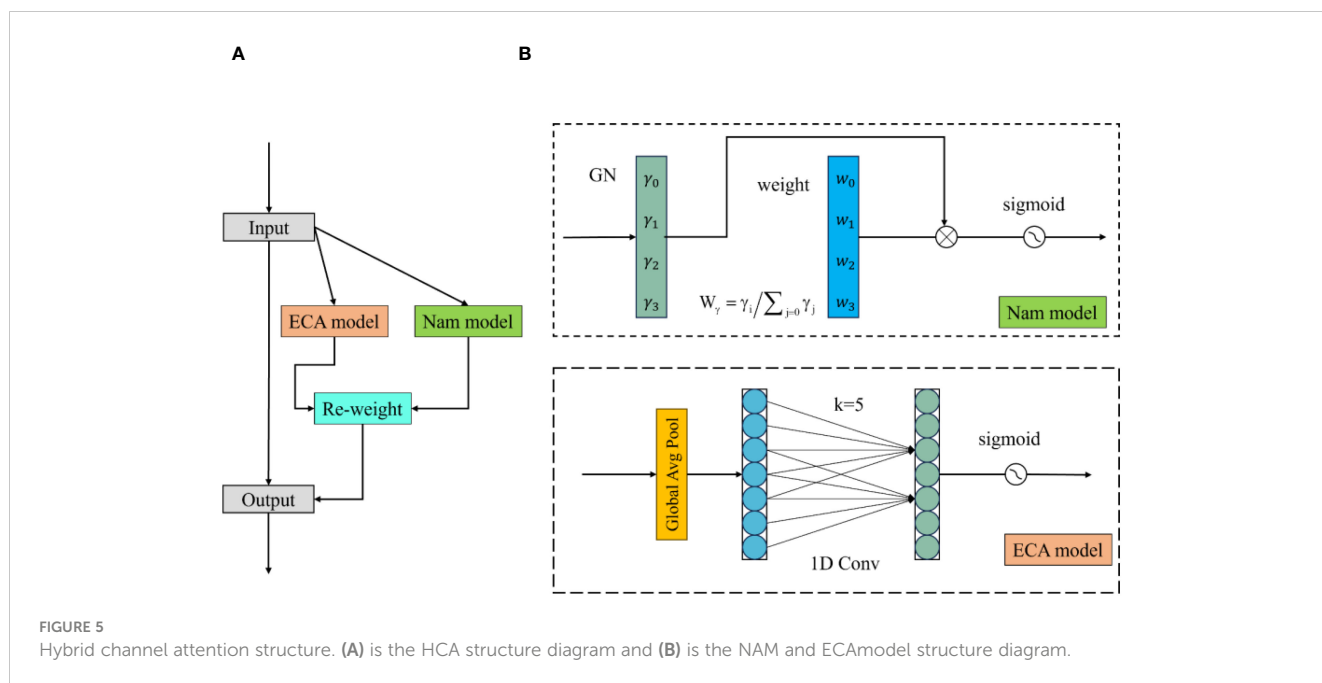 A
B
Input
ECA model
Nam model
Re-weight
Output
GN
γ0
γ1
γ2
γ3
weight
w0
w1
w2
w3
Wγ = γi/∑j=0 γj
sigmoid
Nam model
Global Avg Pool
k=5
1D Conv
sigmoid
ECA model
FIGURE 5
Hybrid channel attention structure. (A) is the HCA structure diagram and (B) is the NAM and ECAmodel structure diagram.